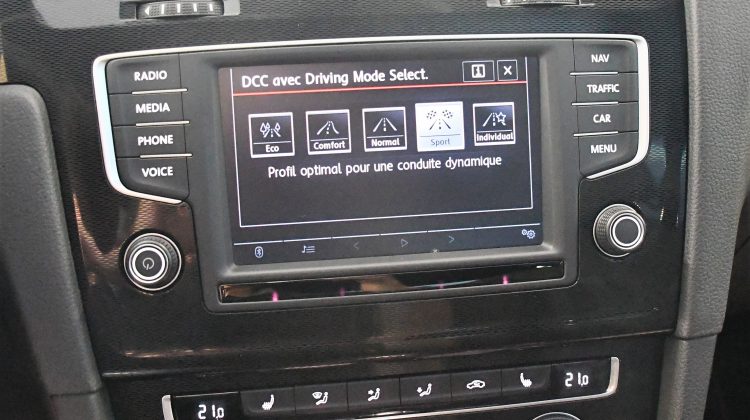 RADIO
MEDIA
PHONE
VOICE
DCC avec Driving Mode Select.
Eco Comfort Normal Sport Individual
Profil optimal pour une conduite dynamique
NAV
TRAFFIC
CAR
MENU
21.0 21.0